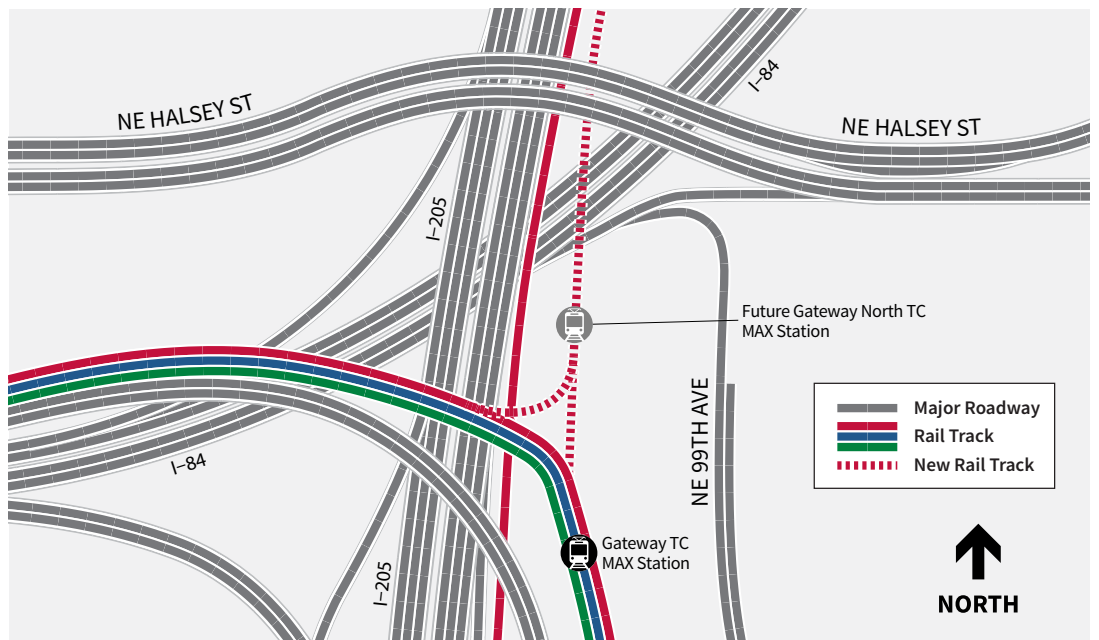 I–84
NE HALSEY ST
NE HALSEY ST
I–205
Future Gateway North TC
MAX Station
NE 99TH AVE
Major Roadway
Rail Track
New Rail Track
I–84
Gateway TC
MAX Station
I–205
NORTH